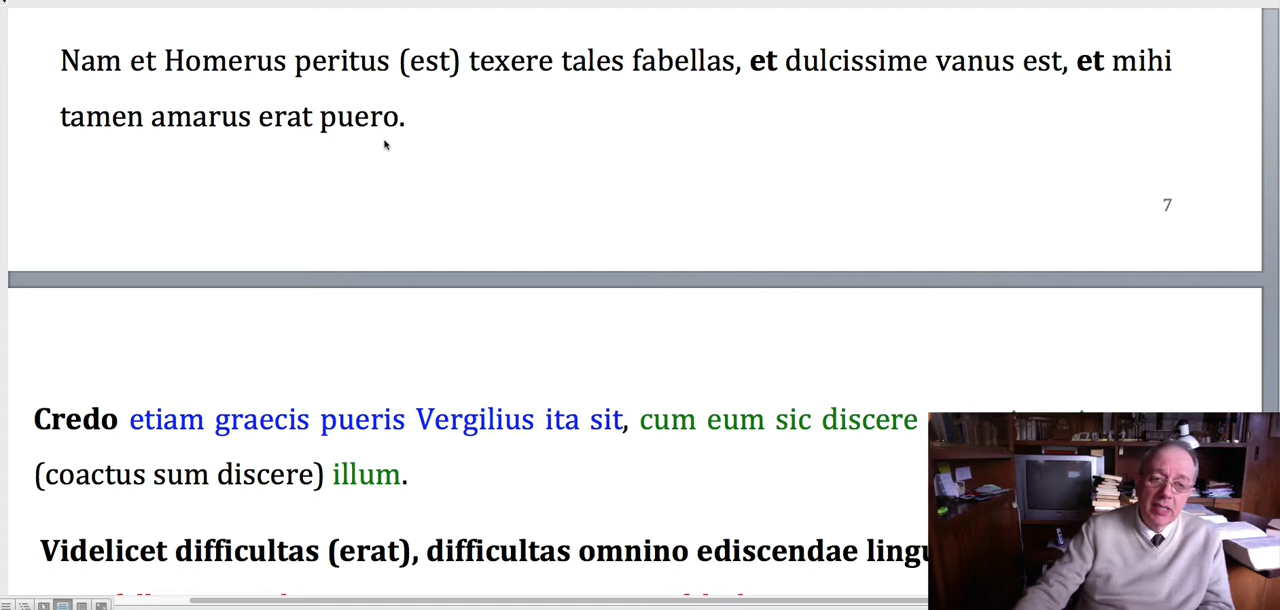 Nam et Homerus peritus (est) texere tales fabellas, et dulcissime vanus est, et mihi
tamen amarus erat puero.
7
Credo etiam graecis pueris Vergilius ita sit, cum eum sic discere
(coactus sum discere) illum.
Videlicet difficultas (erat), difficultas omnino ediscendae